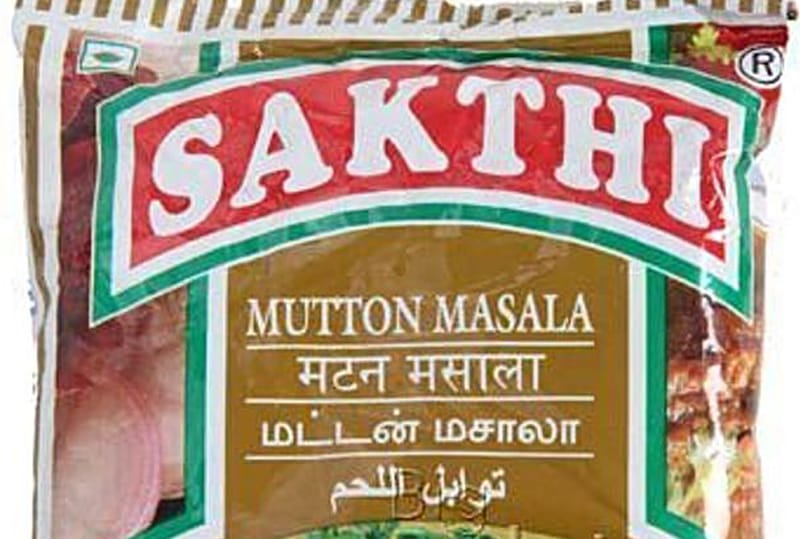 SAKTHI
®
MUTTON MASALA
मटन मसाला
மட்டன் மசாலா
توابل اللحم